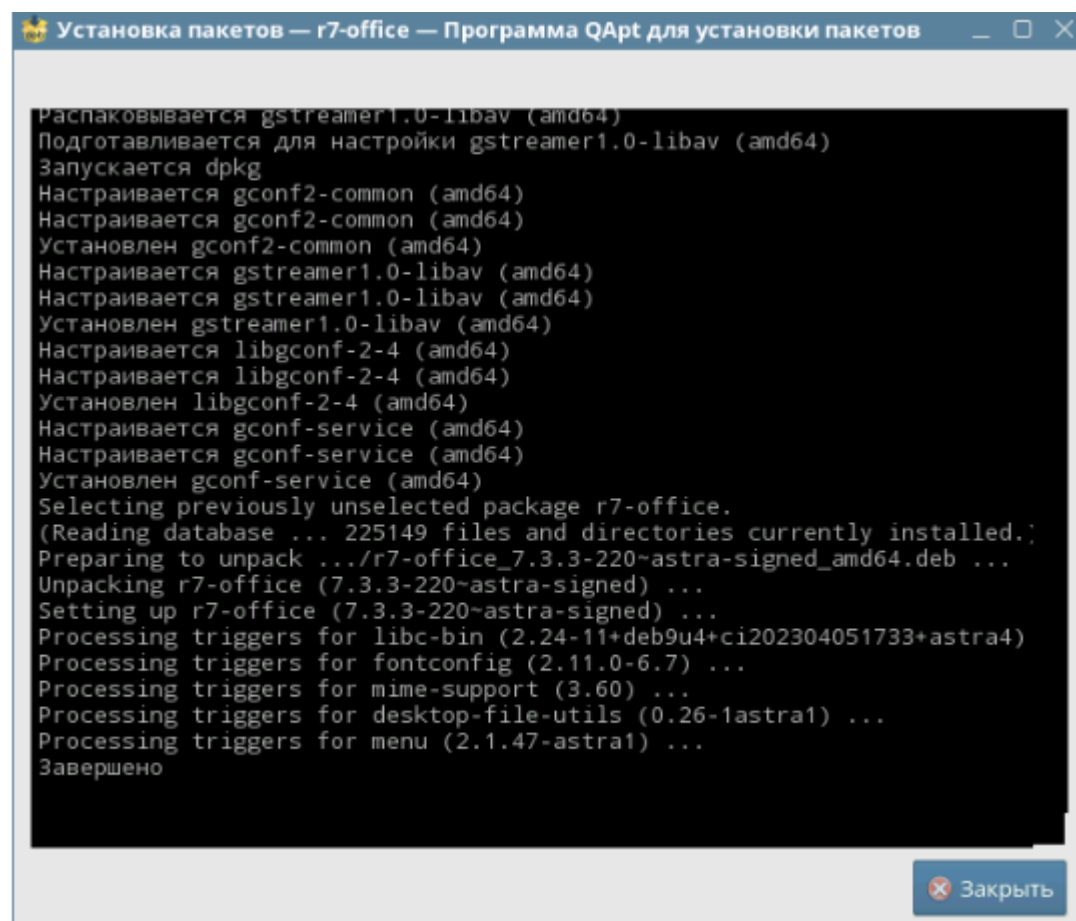 Установка пакетов — r7-office — Программа QApt для установки пакетов
Распаковывается gstreamer1.0-libav (amd64)
Подготавливается для настройки gstreamer1.0-libav (amd64)
Запускается dpkg
Настраивается gconf2-common (amd64)
Настраивается gconf2-common (amd64)
Установлен gconf2-common (amd64)
Настраивается gstreamer1.0-libav (amd64)
Настраивается gstreamer1.0-libav (amd64)
Установлен gstreamer1.0-libav (amd64)
Настраивается libgconf-2-4 (amd64)
Настраивается libgconf-2-4 (amd64)
Установлен libgconf-2-4 (amd64)
Настраивается gconf-service (amd64)
Настраивается gconf-service (amd64)
Установлен gconf-service (amd64)
Selecting previously unselected package r7-office.
(Reading database ... 225149 files and directories currently installed.)
Preparing to unpack .../r7-office_7.3.3-220~astra-signed_amd64.deb ...
Unpacking r7-office (7.3.3-220~astra-signed) ...
Setting up r7-office (7.3.3-220~astra-signed) ...
Processing triggers for libc-bin (2.24-11+deb9u4+ci202304051733+astra4)
Processing triggers for fontconfig (2.11.0-6.7) ...
Processing triggers for mime-support (3.60) ...
Processing triggers for desktop-file-utils (0.26-1astra1) ...
Processing triggers for menu (2.1.47-astra1) ...
Завершено
Закрыть